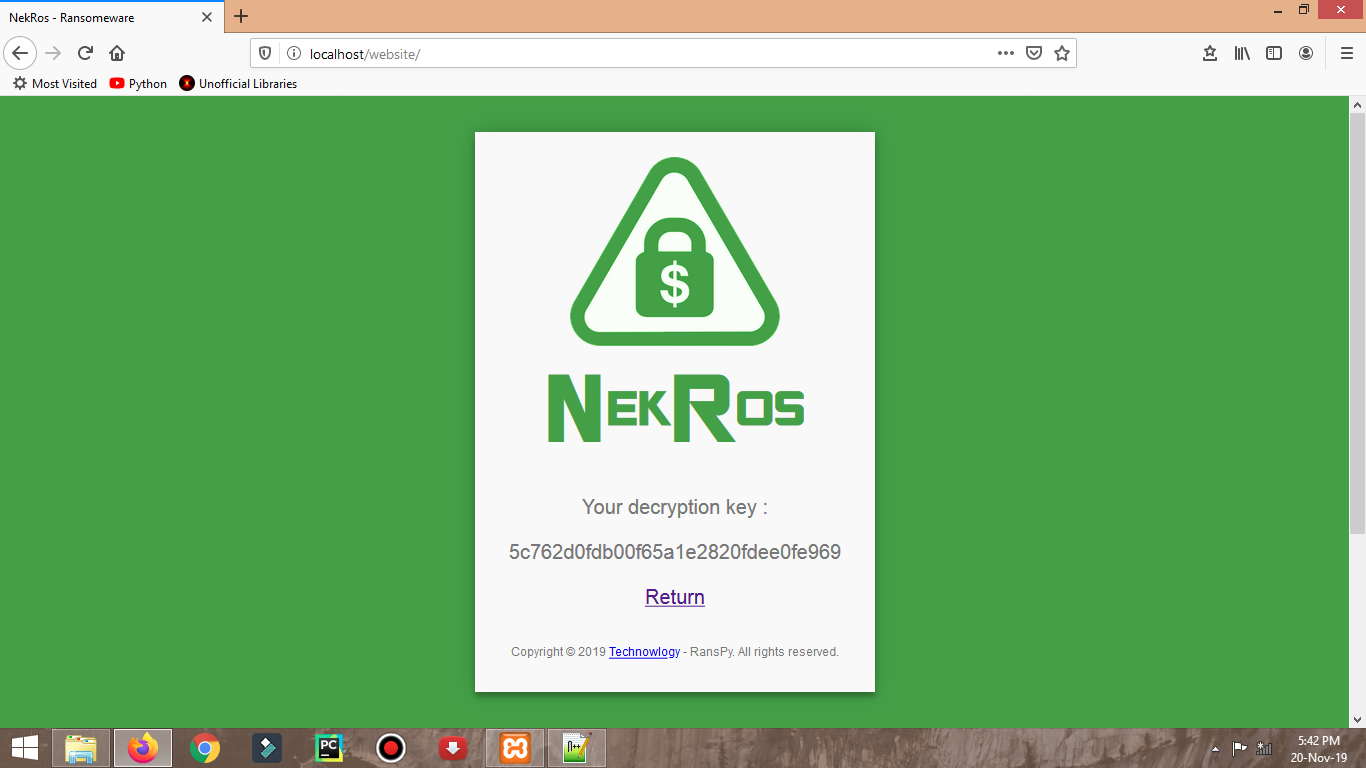 NekRos - Ransomeware
localhost/website/
Most Visited
Python
Unofficial Libraries
$
NEKROS
Your decryption key :
5c762d0fdb00f65a1e2820fdee0fe969
Return
Copyright © 2019 Technowlogy - RansPy. All rights reserved.
PC
5:42 PM
20-Nov-19